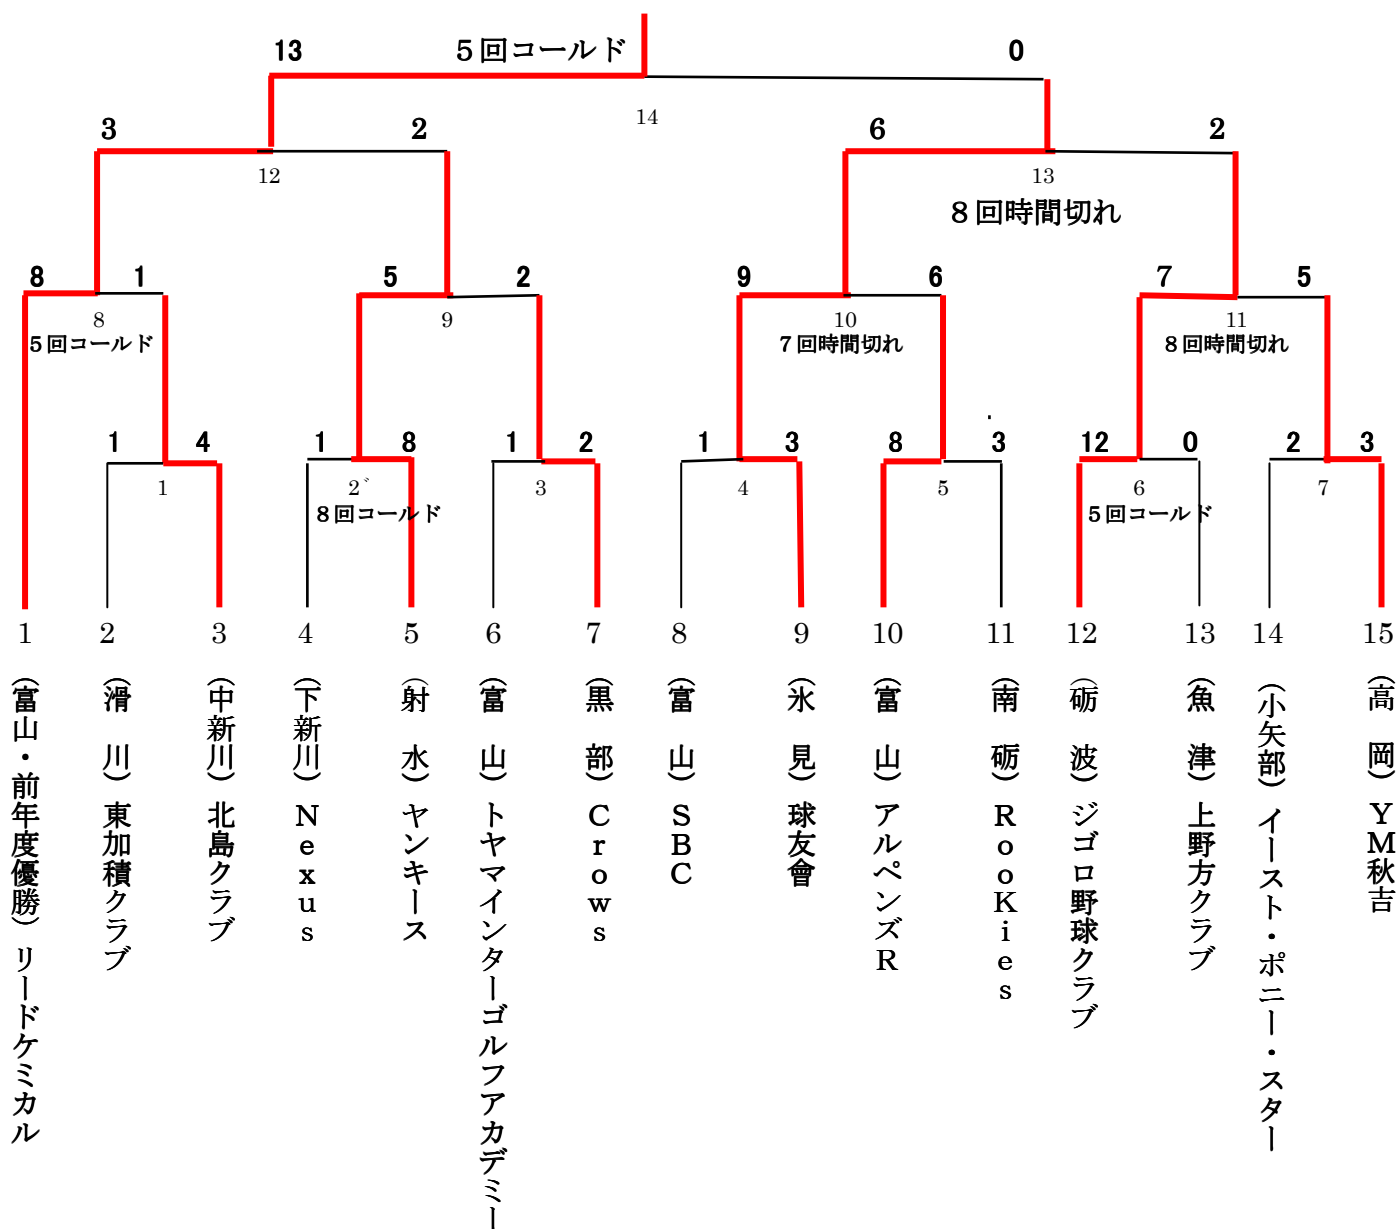 13 5回コールド 0
14
3 2 6 2
12 13
8回時間切れ
8 1 5 2 9 6 7 5
8 9 10 11
5回コールド 7回時間切れ 8回時間切れ
1 4 1 8 1 2 1 3 8 3 12 0 2 3
1 2 3 4 5 6 7
8回コールド 5回コールド
1 2 3 4 5 6 7 8 9 10 11 12 13 14 15
(富山・前年度優勝)リードケミカル
(滑 川)東加積クラブ
(中新川)北島クラブ
(下新川)Nexus
(射 水)ヤンキース
(富 山)トヤマインターゴルフアカデミー
(黒 部)Crows
(富 山)SBC
(氷 見)球友會
(富 山)アルペンズR
(南 砺)RooKies
(砺 波)ジゴロ野球クラブ
(魚 津)上野方クラブ
(小矢部)イースト・ポニー・スター
(高 岡)YM秋吉